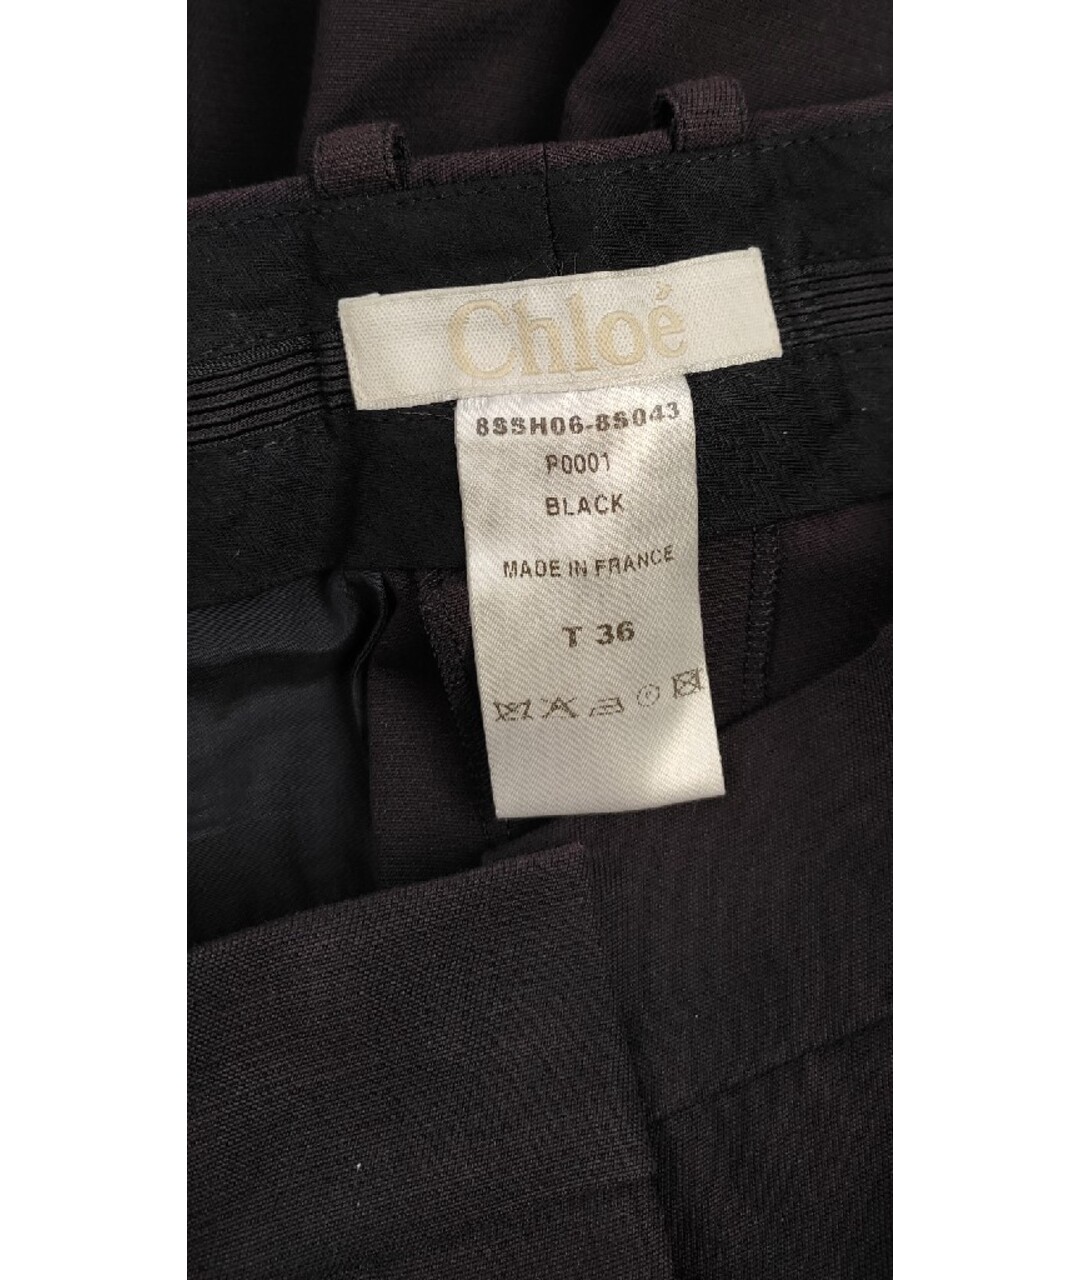 Chloé
8SSH06-8S043
P0001
BLACK
MADE IN FRANCE
T 36